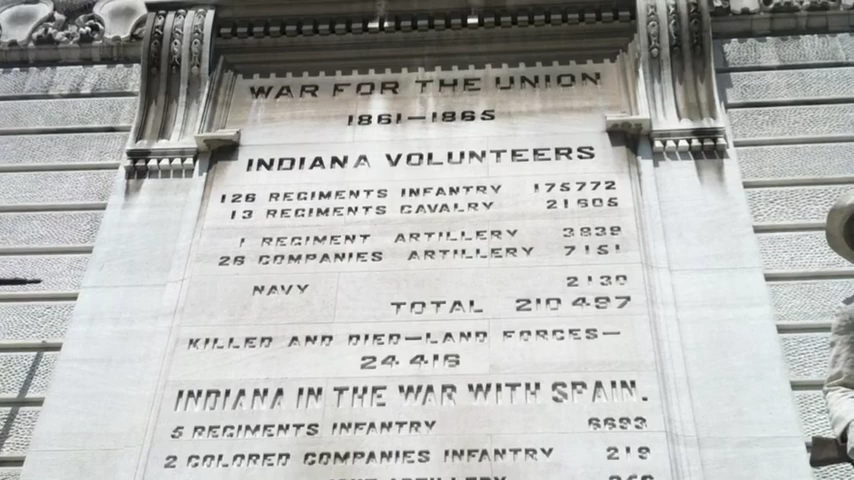 WAR FOR THE UNION
1861—1865
INDIANA VOLUNTEERS
126 REGIMENTS INFANTRY 175772
13 REGIMENTS CAVALRY 21605
1 REGIMENT ARTILLERY 3839
26 COMPANIES ARTILLERY 7151
NAVY 2130
TOTAL 210497
KILLED AND DIED—LAND FORCES—
24416
INDIANA IN THE WAR WITH SPAIN.
5 REGIMENTS INFANTRY 6693
2 COLORED COMPANIES INFANTRY 219
ARTILLERY